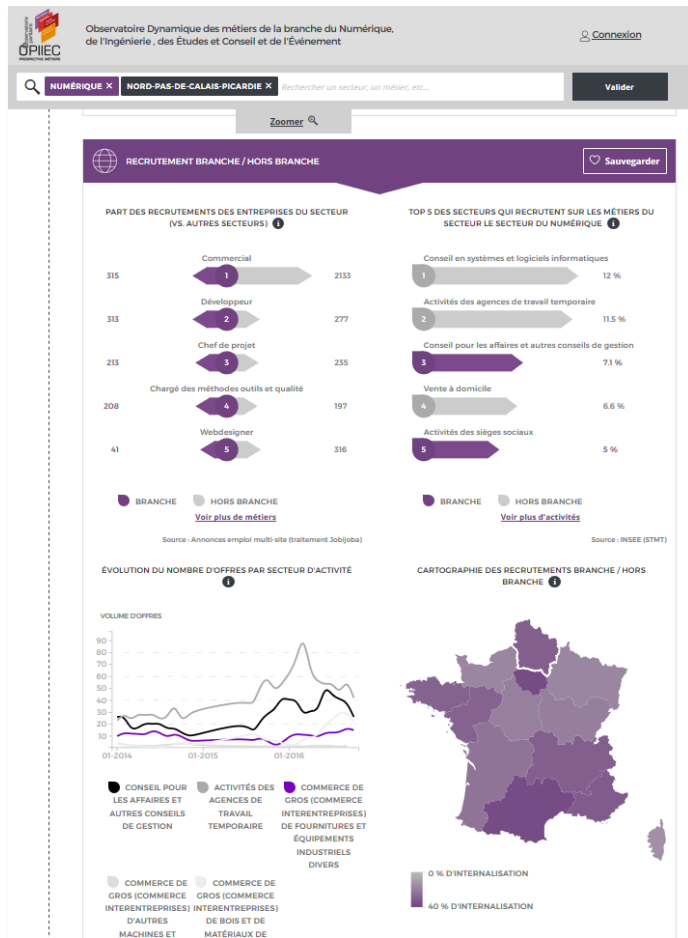 Observatoire
paritaire
OPIIEC
PROSPECTIVE MÉTIERS
Observatoire Dynamique des métiers de la branche du Numérique,
de l'Ingénierie , des Études et Conseil et de l'Événement
Connexion
NUMÉRIQUE ×
NORD-PAS-DE-CALAIS-PICARDIE ×
Rechercher un secteur, un métier, etc...
Valider
Zoomer
RECRUTEMENT BRANCHE / HORS BRANCHE
Sauvegarder
PART DES RECRUTEMENTS DES ENTREPRISES DU SECTEUR
(VS. AUTRES SECTEURS) i
Commercial
315 1 2133
Développeur
313 2 277
Chef de projet
213 3 235
Chargé des méthodes outils et qualité
208 4 197
Webdesigner
41 5 316
BRANCHE HORS BRANCHE
Voir plus de métiers
Source : Annonces emploi multi-site (traitement Jobijoba)
TOP 5 DES SECTEURS QUI RECRUTENT SUR LES MÉTIERS DU
SECTEUR LE SECTEUR DU NUMÉRIQUE i
Conseil en systèmes et logiciels informatiques
1 12 %
Activités des agences de travail temporaire
2 11.5 %
Conseil pour les affaires et autres conseils de gestion
3 7.1 %
Vente à domicile
4 6.6 %
Activités des sièges sociaux
5 5 %
BRANCHE HORS BRANCHE
Voir plus d'activités
Source : INSEE (STMT)
ÉVOLUTION DU NOMBRE D'OFFRES PAR SECTEUR D'ACTIVITÉ
i
VOLUME D'OFFRES
90
80
70
60
50
40
30
20
10
01-2014 01-2015 01-2016
CONSEIL POUR
LES AFFAIRES ET
AUTRES CONSEILS
DE GESTION
ACTIVITÉS DES
AGENCES DE
TRAVAIL
TEMPORAIRE
COMMERCE DE
GROS (COMMERCE
INTERENTREPRISES)
DE FOURNITURES ET
ÉQUIPEMENTS
INDUSTRIELS
DIVERS
COMMERCE DE
GROS (COMMERCE
INTERENTREPRISES)
D'AUTRES
MACHINES ET
COMMERCE DE
GROS (COMMERCE
INTERENTREPRISES)
DE BOIS ET DE
MATÉRIAUX DE
CARTOGRAPHIE DES RECRUTEMENTS BRANCHE / HORS
BRANCHE i
0 % D'INTERNALISATION
40 % D'INTERNALISATION